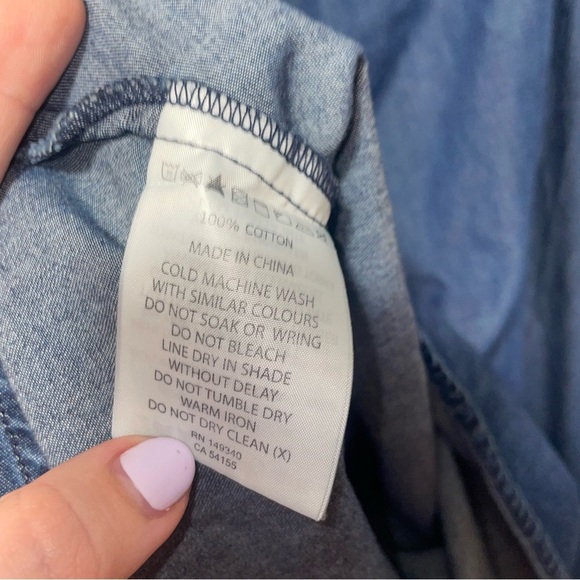 100% COTTON
MADE IN CHINA
COLD MACHINE WASH
WITH SIMILAR COLOURS
DO NOT SOAK OR WRING
DO NOT BLEACH
LINE DRY IN SHADE
WITHOUT DELAY
DO NOT TUMBLE DRY
WARM IRON
DO NOT DRY CLEAN (X)
RN 149340
CA 54155